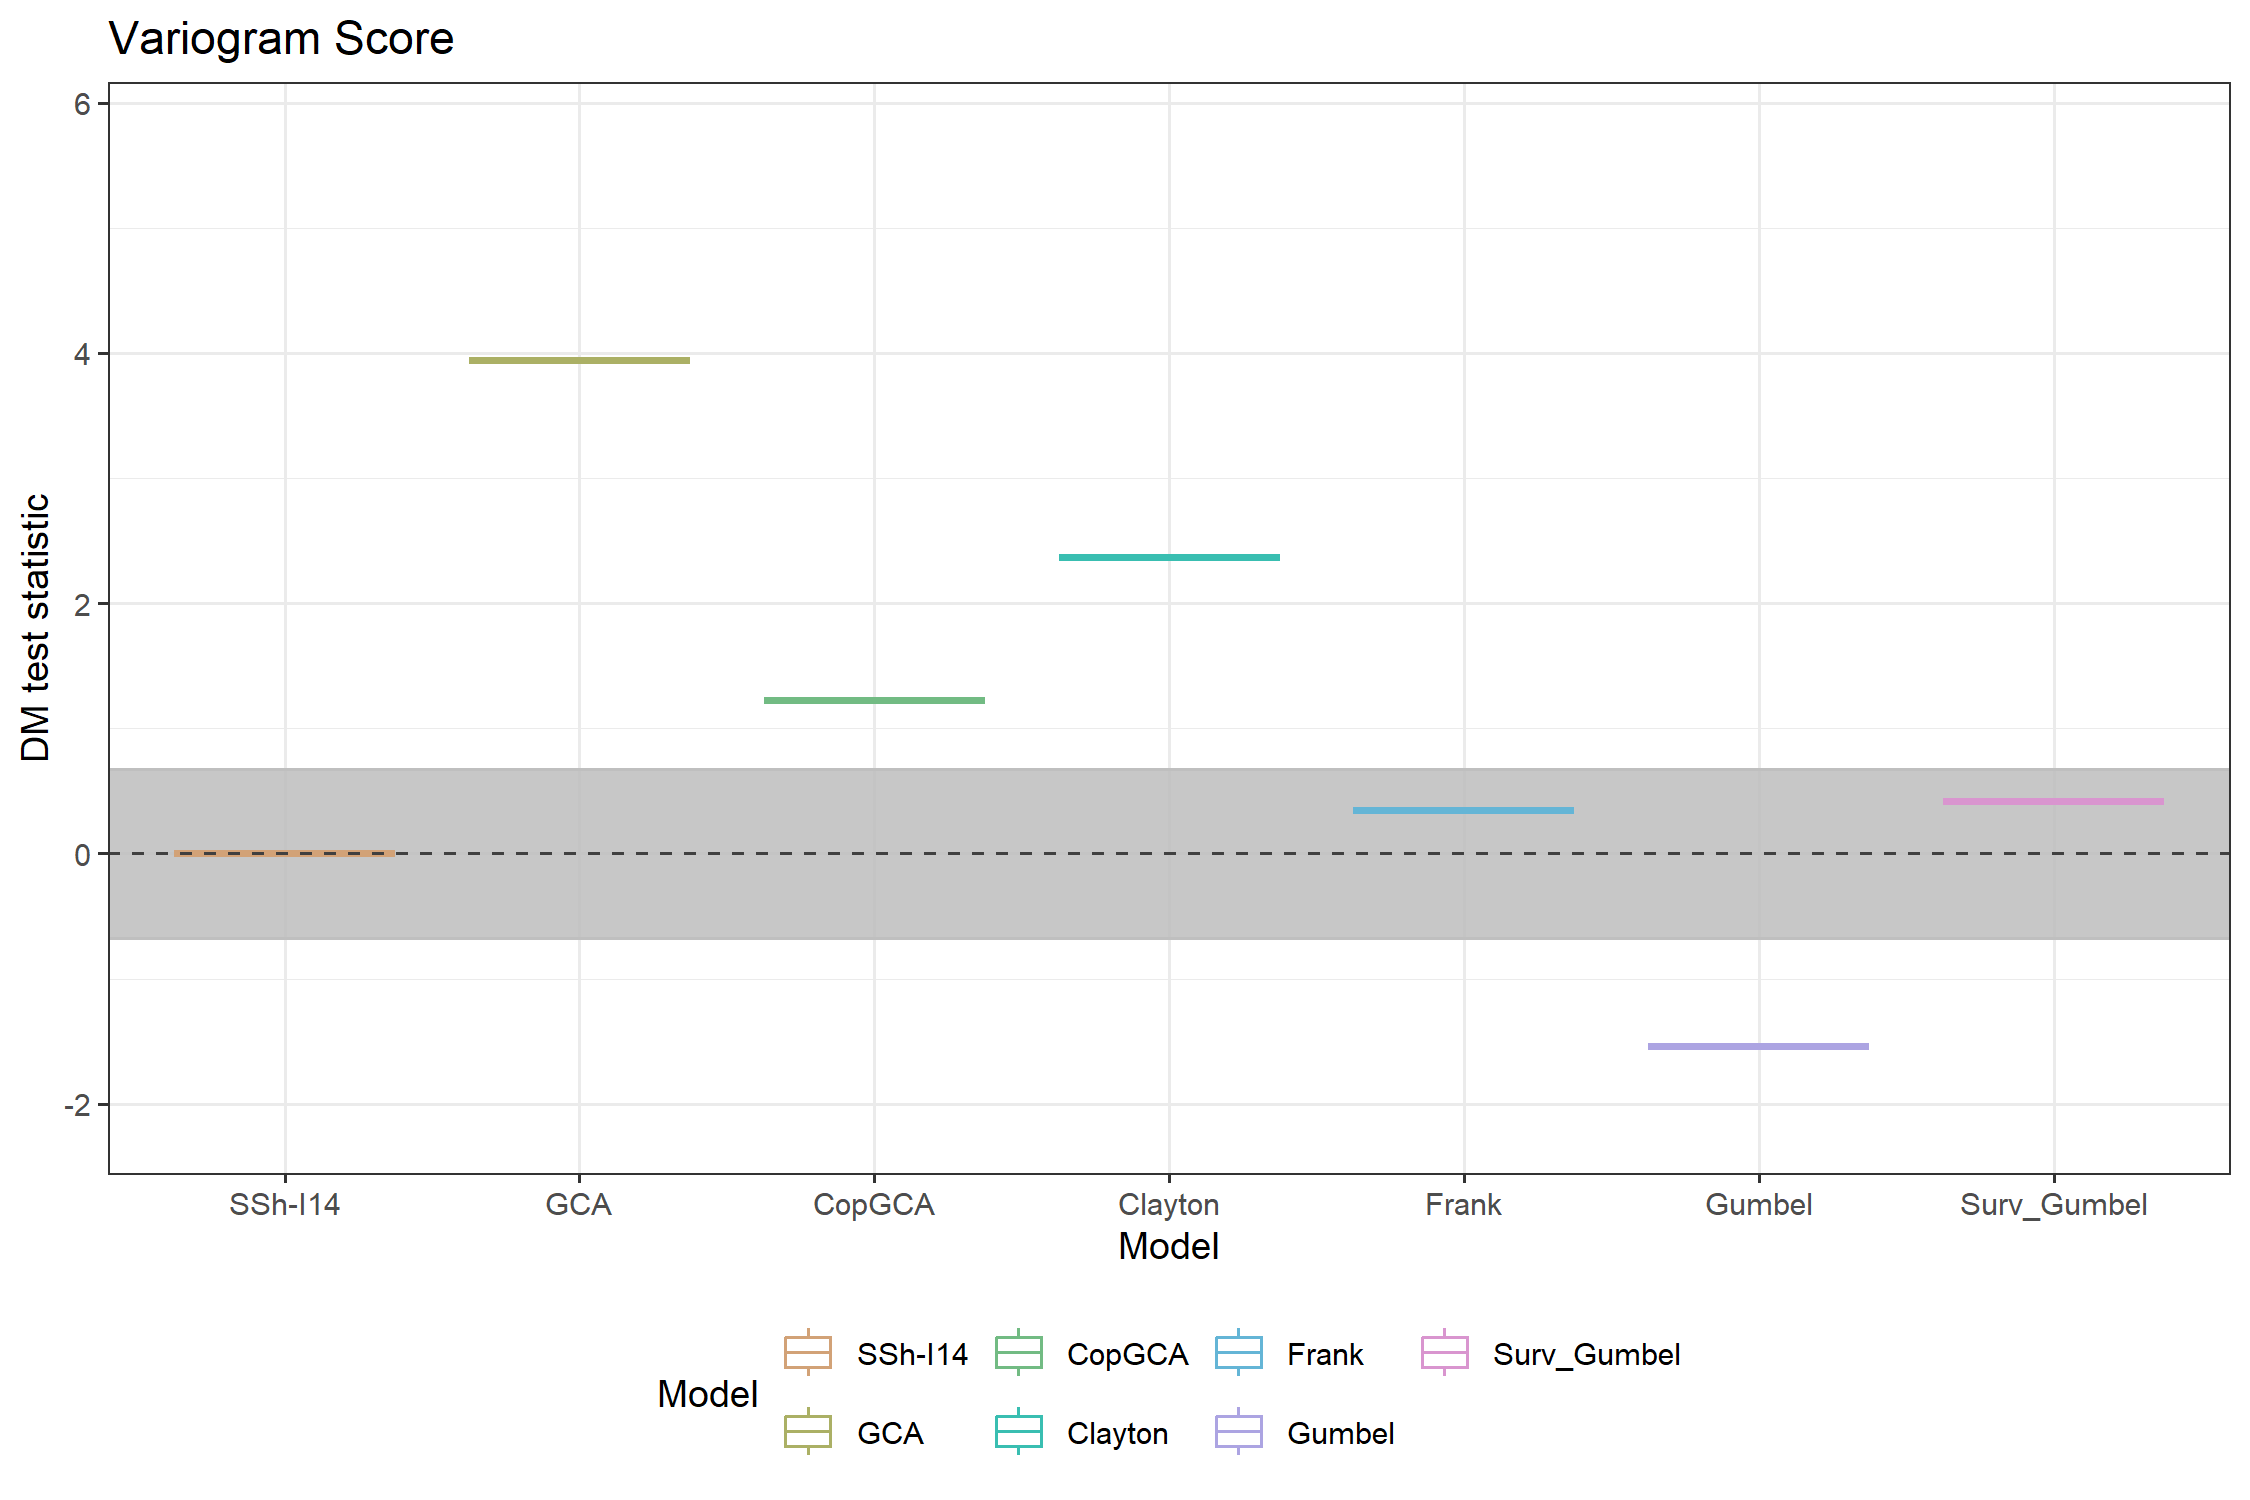 Variogram Score
DM test statistic
6
4
2
0
-2
SSh-I14 GCA CopGCA Clayton Frank Gumbel Surv_Gumbel
Model
Model
SSh-I14 CopGCA Frank Surv_Gumbel
GCA Clayton Gumbel